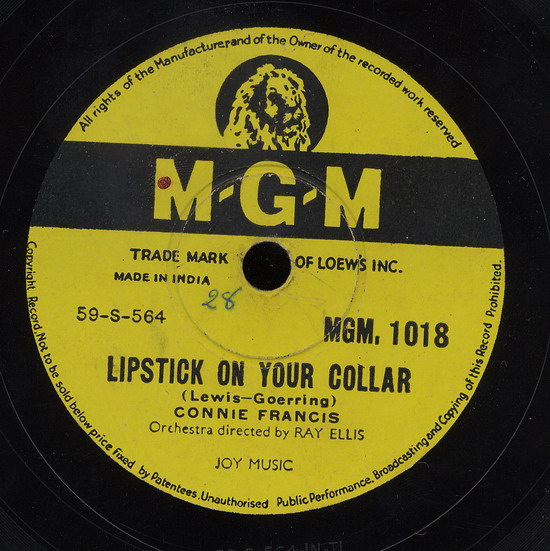 All rights of the Manufacturer and of the Owner of the recorded work reserved
M-G-M
TRADE MARK OF LOEW'S INC.
MADE IN INDIA
28
59-S-564
MGM. 1018
LIPSTICK ON YOUR COLLAR
(Lewis-Goerring)
CONNIE FRANCIS
Orchestra directed by RAY ELLIS
JOY MUSIC
Copyright Record. Not to be sold below price fixed by Patentees. Unauthorised Public Performance, Broadcasting and Copying of this Record Prohibited.